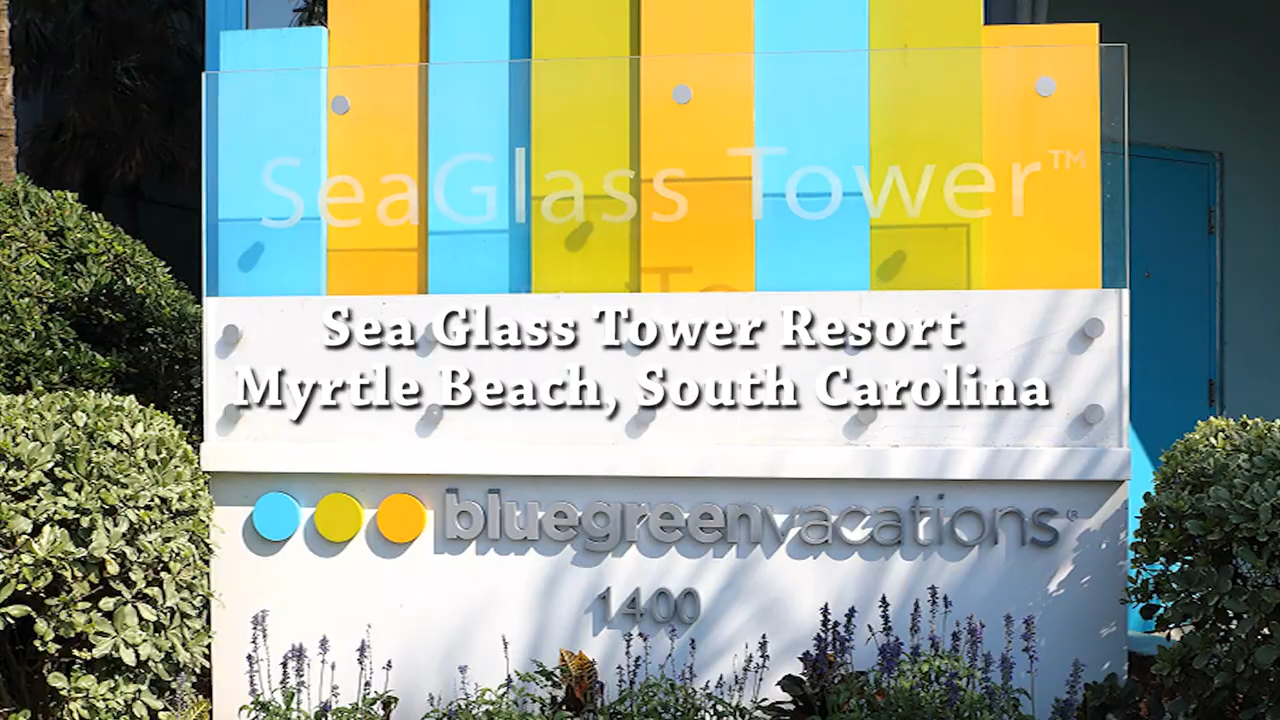 SeaGlass Tower™
Sea Glass Tower Resort
Myrtle Beach, South Carolina
bluegreenvacations®
1400